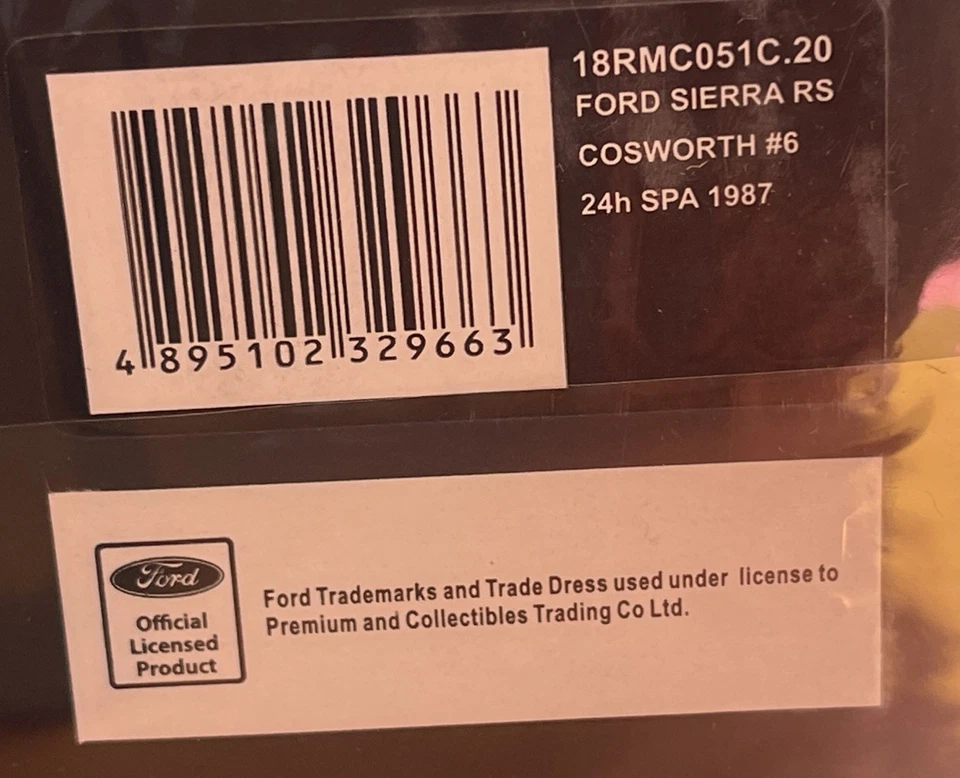 18RMC051C.20
FORD SIERRA RS
COSWORTH #6
24h SPA 1987
4 895102 329663
Ford
Official
Licensed
Product
Ford Trademarks and Trade Dress used under license to
Premium and Collectibles Trading Co Ltd.